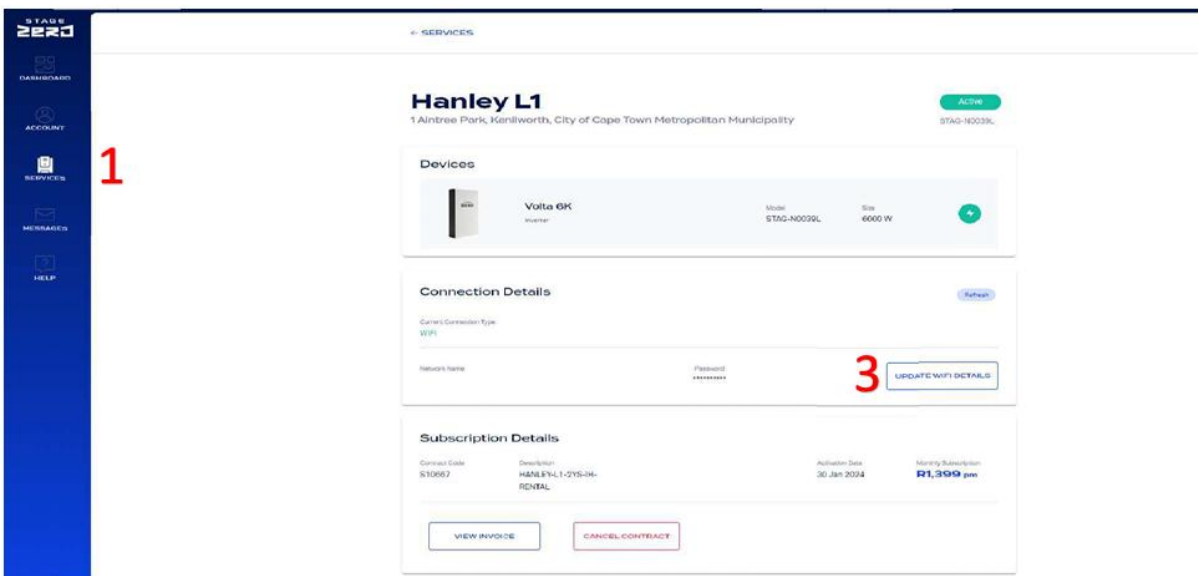 STAGE
ZERO
DASHBOARD
ACCOUNT
SERVICES
MESSAGES
HELP
1
← SERVICES
Hanley L1
1 Aintree Park, Kenilworth, City of Cape Town Metropolitan Municipality
Active
STAG-N0039L
Devices
Volta 6K
Inverter
Model
STAG-N0039L
Size
6000 W
Connection Details
Refresh
Current Connection Type
WiFi
Network Name
Password
**********
3
UPDATE WIFI DETAILS
Subscription Details
Contract Code
S10667
Description
HANLEY-L1-2YS-IH-
RENTAL
Activation Date
30 Jan 2024
Monthly Subscription
R1,399 pm
VIEW INVOICE
CANCEL CONTRACT